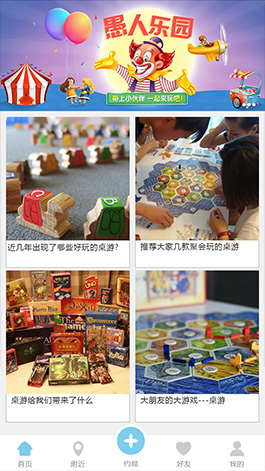 愚人乐园
带上小伙伴 一起来玩吧!
近几年出现了哪些好玩的桌游?
推荐大家几款聚会玩的桌游
UNO
桌游给我们带来了什么
大朋友的大游戏---桌游
首页
附近
约局
好友
我的